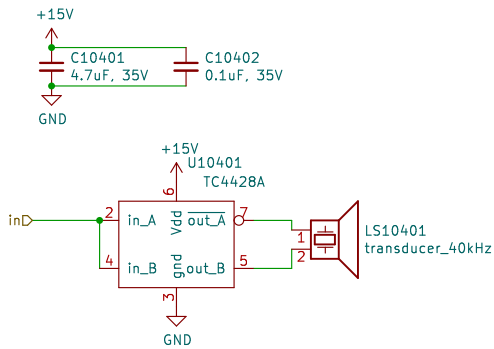 +15V
C10401
4.7uF, 35V
C10402
0.1uF, 35V
GND
+15V
U10401
TC4428A
6
in
2
in_A
Vdd
out_A
7
4
in_B
gnd
out_B
5
3
1
2
LS10401
transducer_40kHz
GND